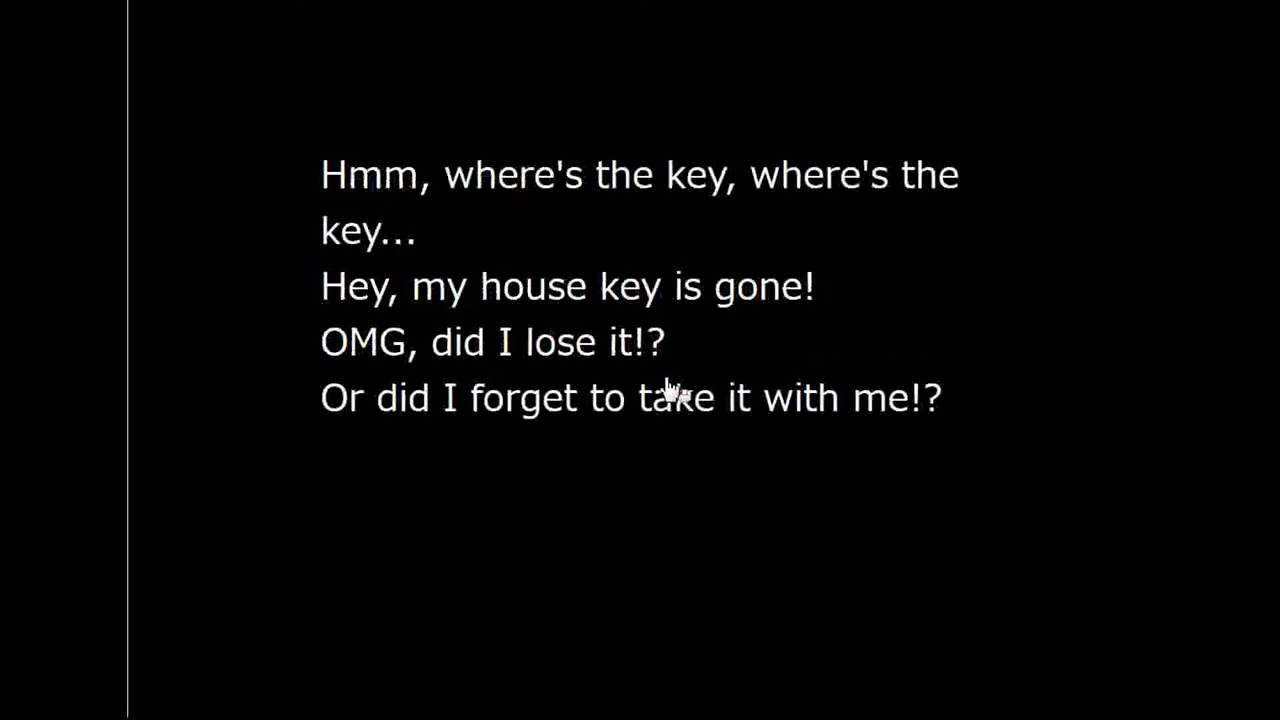 Hmm, where's the key, where's the
key...
Hey, my house key is gone!
OMG, did I lose it!?
Or did I forget to take it with me!?